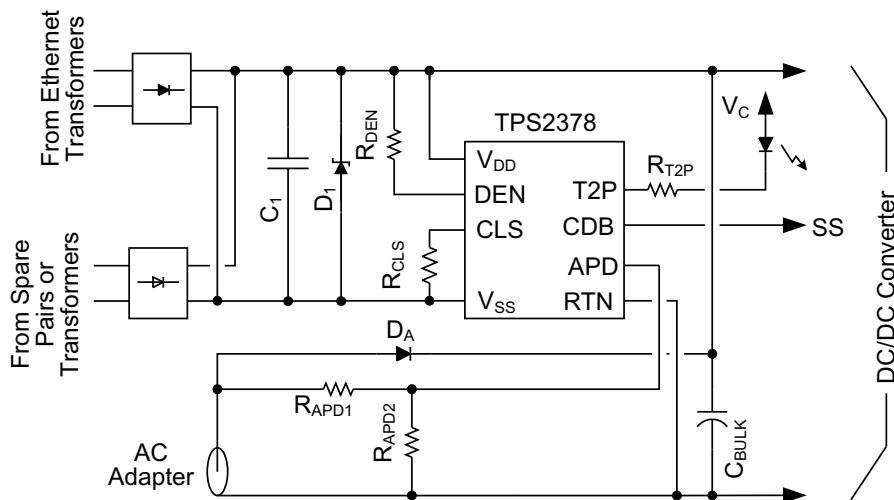 From Ethernet
Transformers
From Spare
Pairs or
Transformers
C1
D1
RDEN
RCLS
TPS2378
VDD
DEN
CLS
VSS
T2P
CDB
APD
RTN
RT2P
VC
SS
DA
RAPD1
RAPD2
CBULK
AC
Adapter
DC/DC Converter